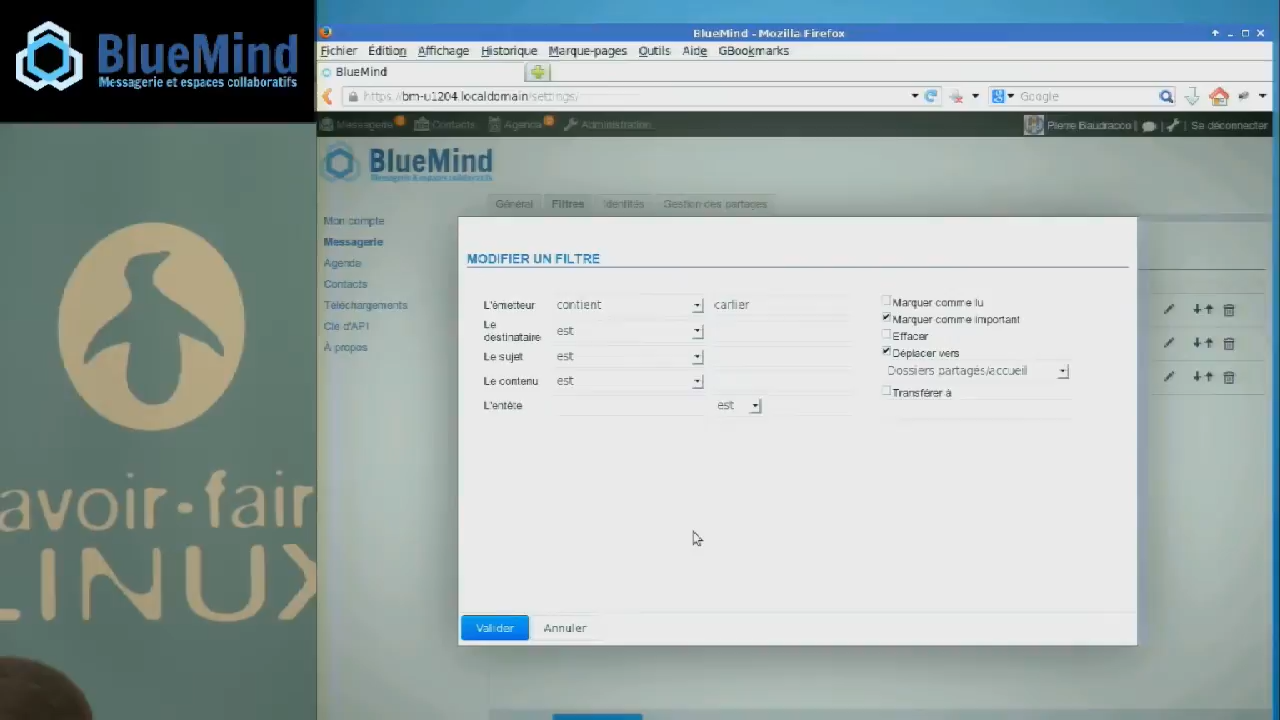 BlueMind
Messagerie et espaces collaboratifs
avoir-fair
LINUX
BlueMind - Mozilla Firefox
Fichier Édition Affichage Historique Marque-pages Outils Aide GBookmarks
BlueMind
https://bm-u1204.localdomain/settings/
Google
Messagerie Contacts Agenda Administration
Pierre Baudracco Se déconnecter
BlueMind
Messagerie & espaces collaboratifs
Général Filtres Identités Gestion des partages
Mon compte
Messagerie
Agenda
Contacts
Téléchargements
Clé d'API
À propos
MODIFIER UN FILTRE
L'émetteur contient carlier
Le destinataire est
Le sujet est
Le contenu est
L'entête est
Marquer comme lu
Marquer comme important
Effacer
Déplacer vers
Dossiers partagés/accueil
Transférer à
Valider Annuler